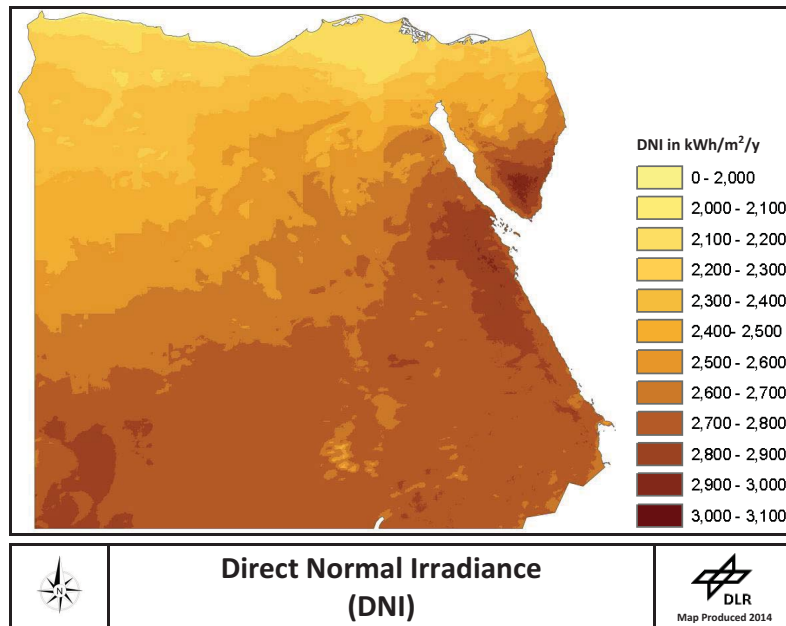 DNI in kWh/m²/y
0 - 2,000
2,000 - 2,100
2,100 - 2,200
2,200 - 2,300
2,300 - 2,400
2,400- 2,500
2,500 - 2,600
2,600 - 2,700
2,700 - 2,800
2,800 - 2,900
2,900 - 3,000
3,000 - 3,100
N
Direct Normal Irradiance
(DNI)
DLR
Map Produced 2014